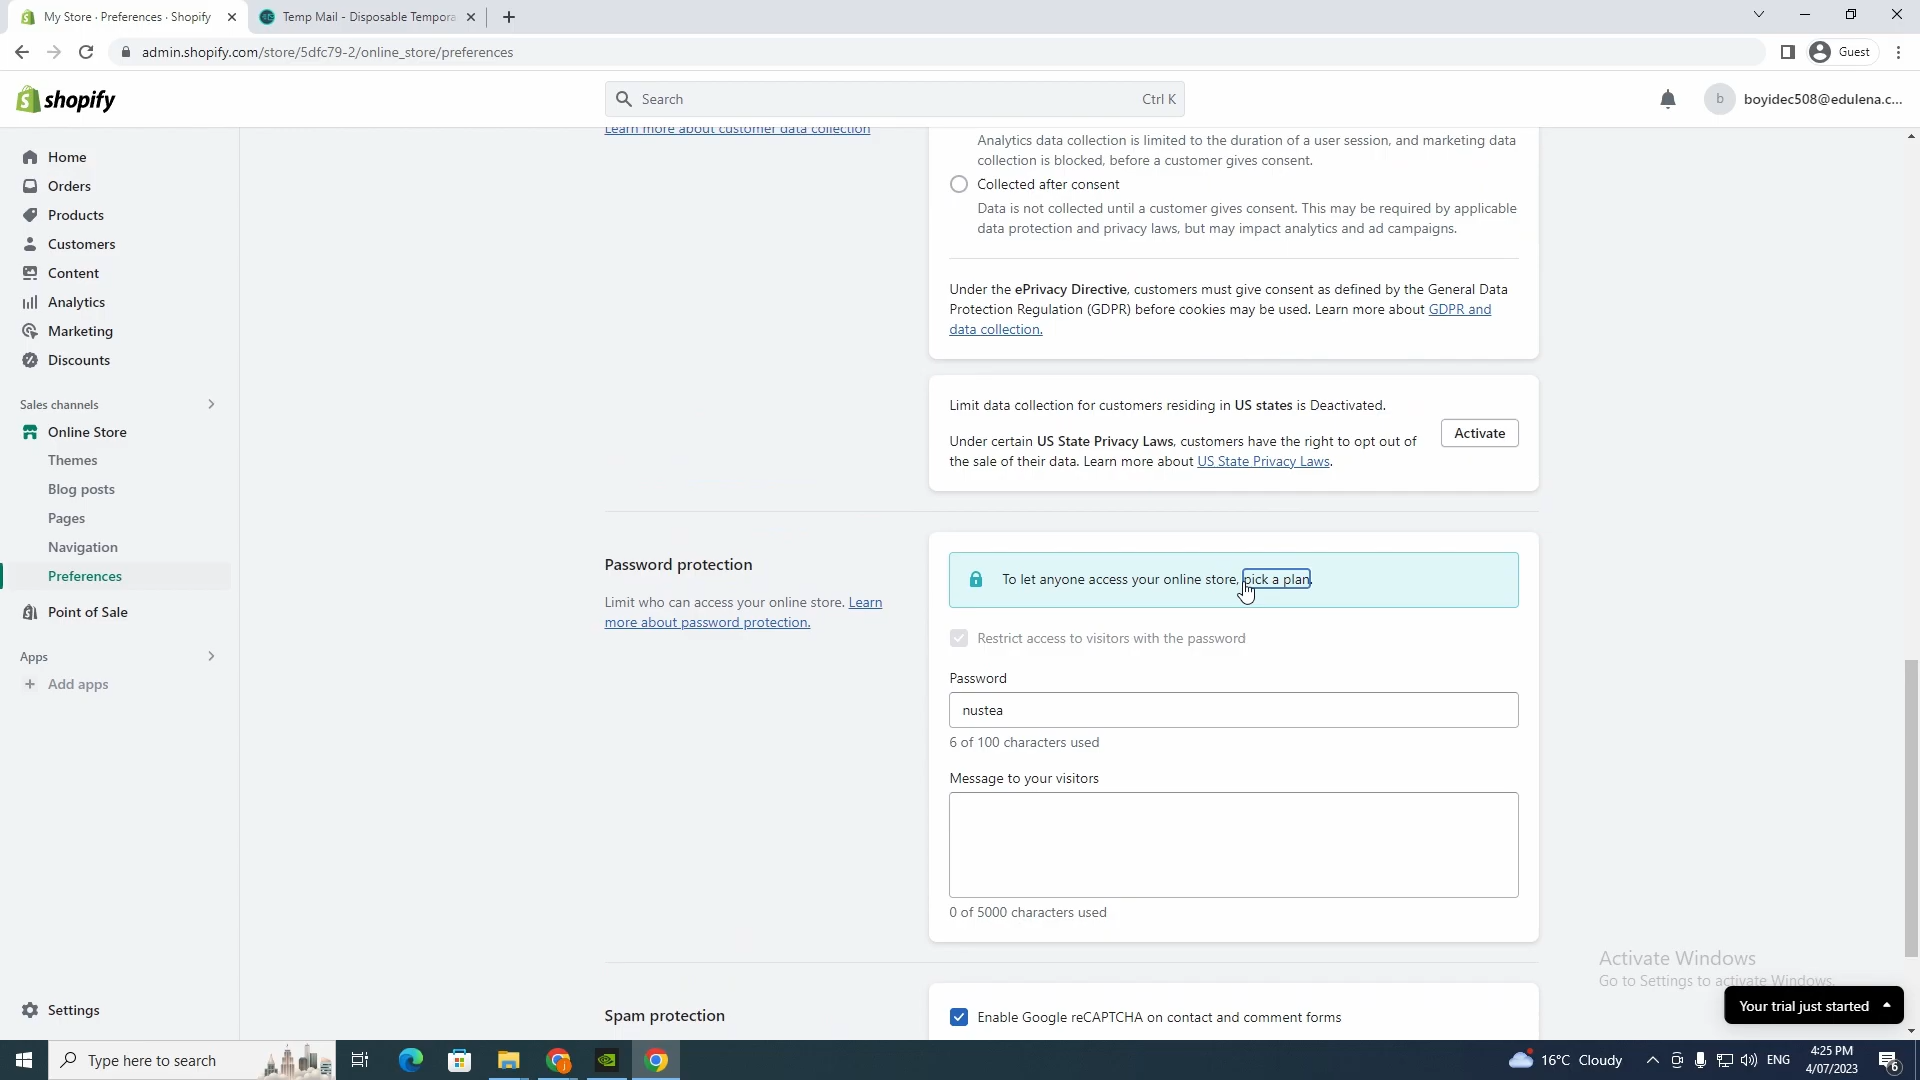 My Store · Preferences · Shopify
Temp Mail - Disposable Tempora
admin.shopify.com/store/5dfc79-2/online_store/preferences
Guest
shopify
Search
Ctrl K
b
boyidec508@edulena.c...
Home
Orders
Products
Customers
Content
Analytics
Marketing
Discounts
Sales channels
Online Store
Themes
Blog posts
Pages
Navigation
Preferences
Point of Sale
Apps
Add apps
Settings
Learn more about customer data collection
Analytics data collection is limited to the duration of a user session, and marketing data
collection is blocked, before a customer gives consent.
Collected after consent
Data is not collected until a customer gives consent. This may be required by applicable
data protection and privacy laws, but may impact analytics and ad campaigns.
Under the ePrivacy Directive, customers must give consent as defined by the General Data
Protection Regulation (GDPR) before cookies may be used. Learn more about GDPR and
data collection.
Limit data collection for customers residing in US states is Deactivated.
Under certain US State Privacy Laws, customers have the right to opt out of
the sale of their data. Learn more about US State Privacy Laws.
Activate
Password protection
Limit who can access your online store. Learn
more about password protection.
To let anyone access your online store, pick a plan.
Restrict access to visitors with the password
Password
nustea
6 of 100 characters used
Message to your visitors
0 of 5000 characters used
Spam protection
Enable Google reCAPTCHA on contact and comment forms
Activate Windows
Go to Settings to activate Windows.
Your trial just started
Type here to search
16°C Cloudy
ENG
4:25 PM
4/07/2023
6